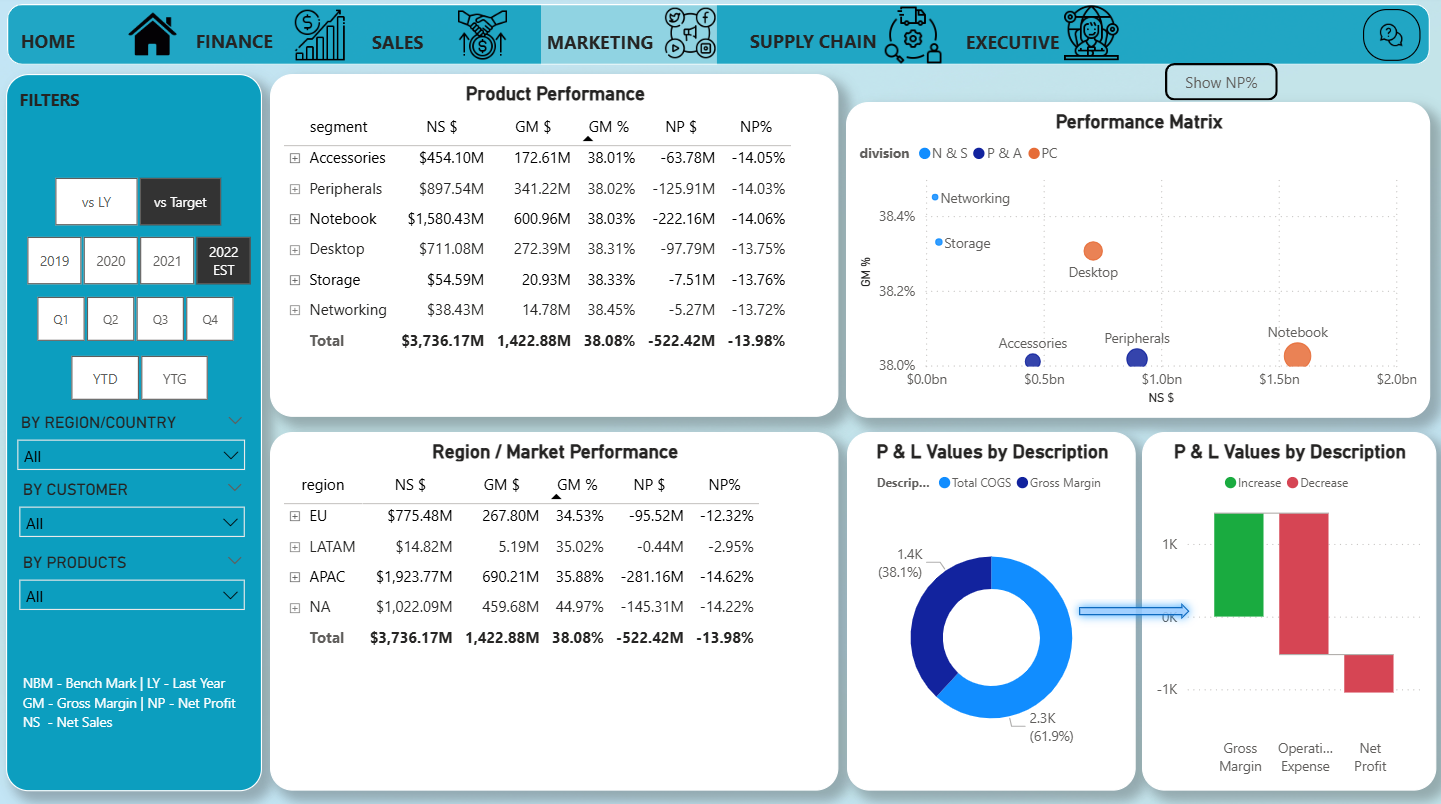 HOME
FINANCE
SALES
MARKETING
SUPPLY CHAIN
EXECUTIVE
Show NP%
FILTERS
vs LY
vs Target
2019
2020
2021
2022
EST
Q1
Q2
Q3
Q4
YTD
YTG
BY REGION/COUNTRY
All
BY CUSTOMER
All
BY PRODUCTS
All
NBM - Bench Mark | LY - Last Year
GM - Gross Margin | NP - Net Profit
NS - Net Sales
Product Performance
segment NS $ GM $ GM % NP $ NP%
Accessories $454.10M 172.61M 38.01% -63.78M -14.05%
Peripherals $897.54M 341.22M 38.02% -125.91M -14.03%
Notebook $1,580.43M 600.96M 38.03% -222.16M -14.06%
Desktop $711.08M 272.39M 38.31% -97.79M -13.75%
Storage $54.59M 20.93M 38.33% -7.51M -13.76%
Networking $38.43M 14.78M 38.45% -5.27M -13.72%
Total $3,736.17M 1,422.88M 38.08% -522.42M -13.98%
Performance Matrix
division N & S P & A PC
38.4%
38.2%
38.0%
GM %
Networking
Storage
Desktop
Accessories
Peripherals
Notebook
$0.0bn $0.5bn $1.0bn $1.5bn $2.0bn
NS $
Region / Market Performance
region NS $ GM $ GM % NP $ NP%
EU $775.48M 267.80M 34.53% -95.52M -12.32%
LATAM $14.82M 5.19M 35.02% -0.44M -2.95%
APAC $1,923.77M 690.21M 35.88% -281.16M -14.62%
NA $1,022.09M 459.68M 44.97% -145.31M -14.22%
Total $3,736.17M 1,422.88M 38.08% -522.42M -13.98%
P & L Values by Description
Descrip... Total COGS Gross Margin
1.4K
(38.1%)
2.3K
(61.9%)
P & L Values by Description
Increase Decrease
1K
0K
-1K
Gross
Margin
Operati...
Expense
Net
Profit